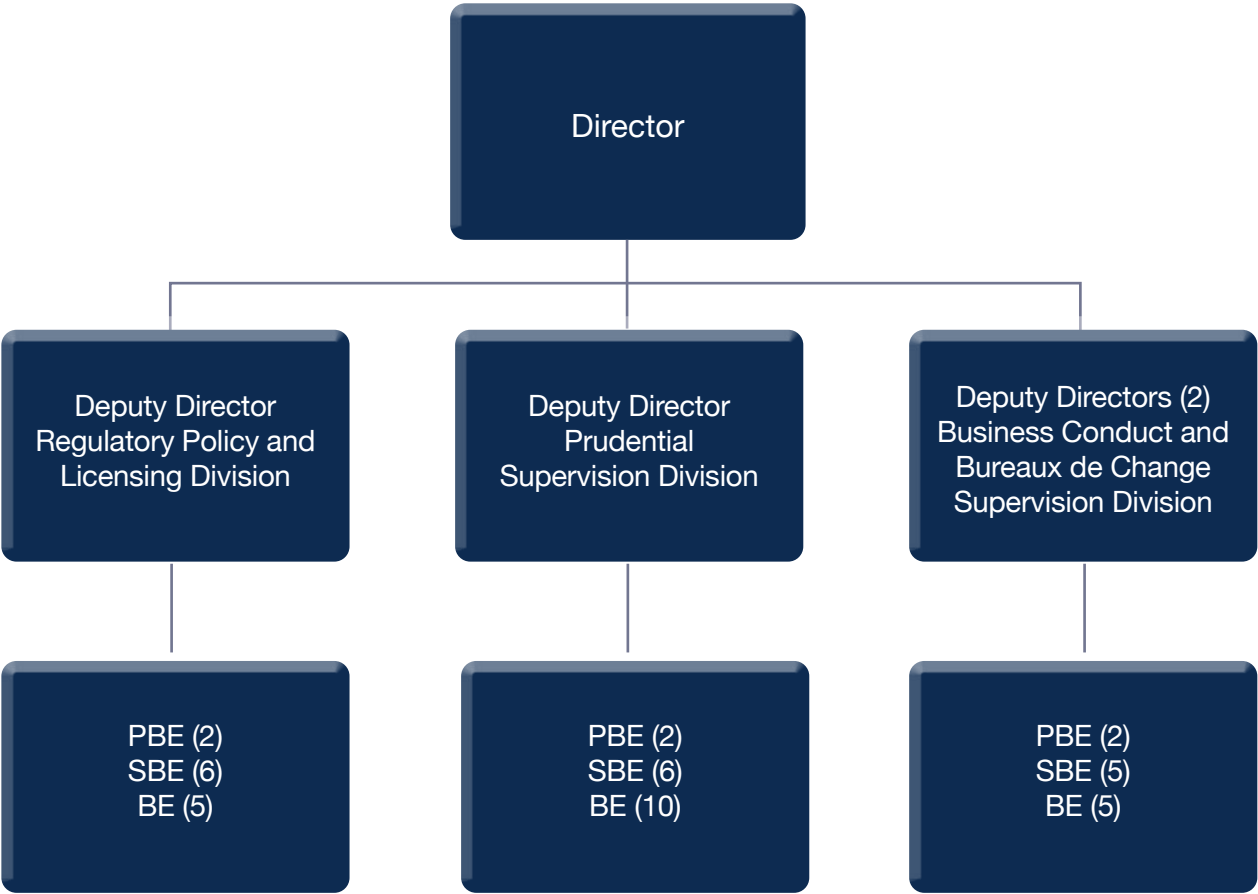 Director
Deputy Director
Regulatory Policy and
Licensing Division
Deputy Director
Prudential
Supervision Division
Deputy Directors (2)
Business Conduct and
Bureaux de Change
Supervision Division
PBE (2)
SBE (6)
BE (5)
PBE (2)
SBE (6)
BE (10)
PBE (2)
SBE (5)
BE (5)